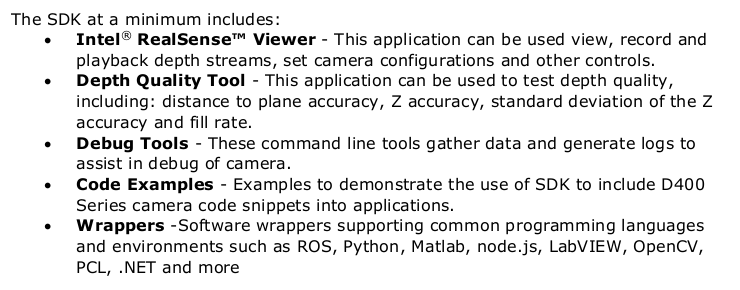 The SDK at a minimum includes:
• Intel® RealSense™ Viewer - This application can be used view, record and
playback depth streams, set camera configurations and other controls.
• Depth Quality Tool - This application can be used to test depth quality,
including: distance to plane accuracy, Z accuracy, standard deviation of the Z
accuracy and fill rate.
• Debug Tools - These command line tools gather data and generate logs to
assist in debug of camera.
• Code Examples - Examples to demonstrate the use of SDK to include D400
Series camera code snippets into applications.
• Wrappers -Software wrappers supporting common programming languages
and environments such as ROS, Python, Matlab, node.js, LabVIEW, OpenCV,
PCL, .NET and more